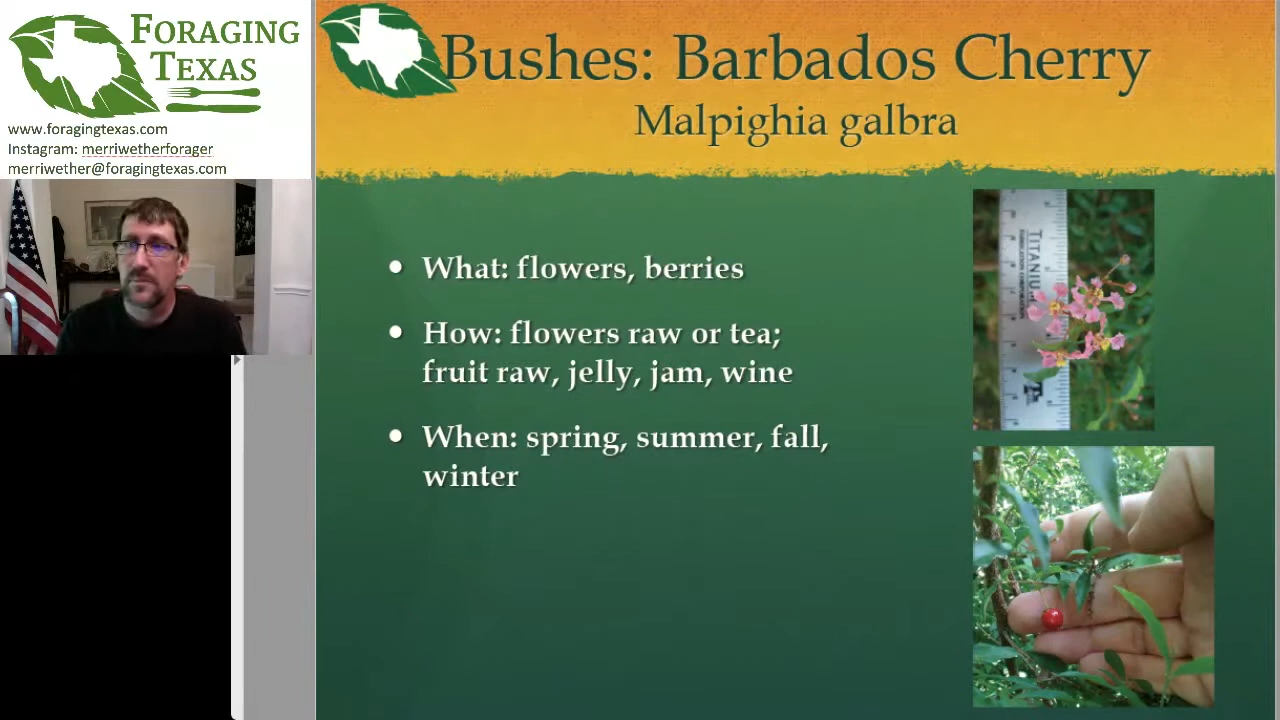 FORAGING
TEXAS
www.foragingtexas.com
Instagram: merriwetherforager
merriwether@foragingtexas.com
Bushes: Barbados Cherry
Malpighia galbra
• What: flowers, berries
• How: flowers raw or tea;
fruit raw, jelly, jam, wine
• When: spring, summer, fall,
winter
TITANIUM